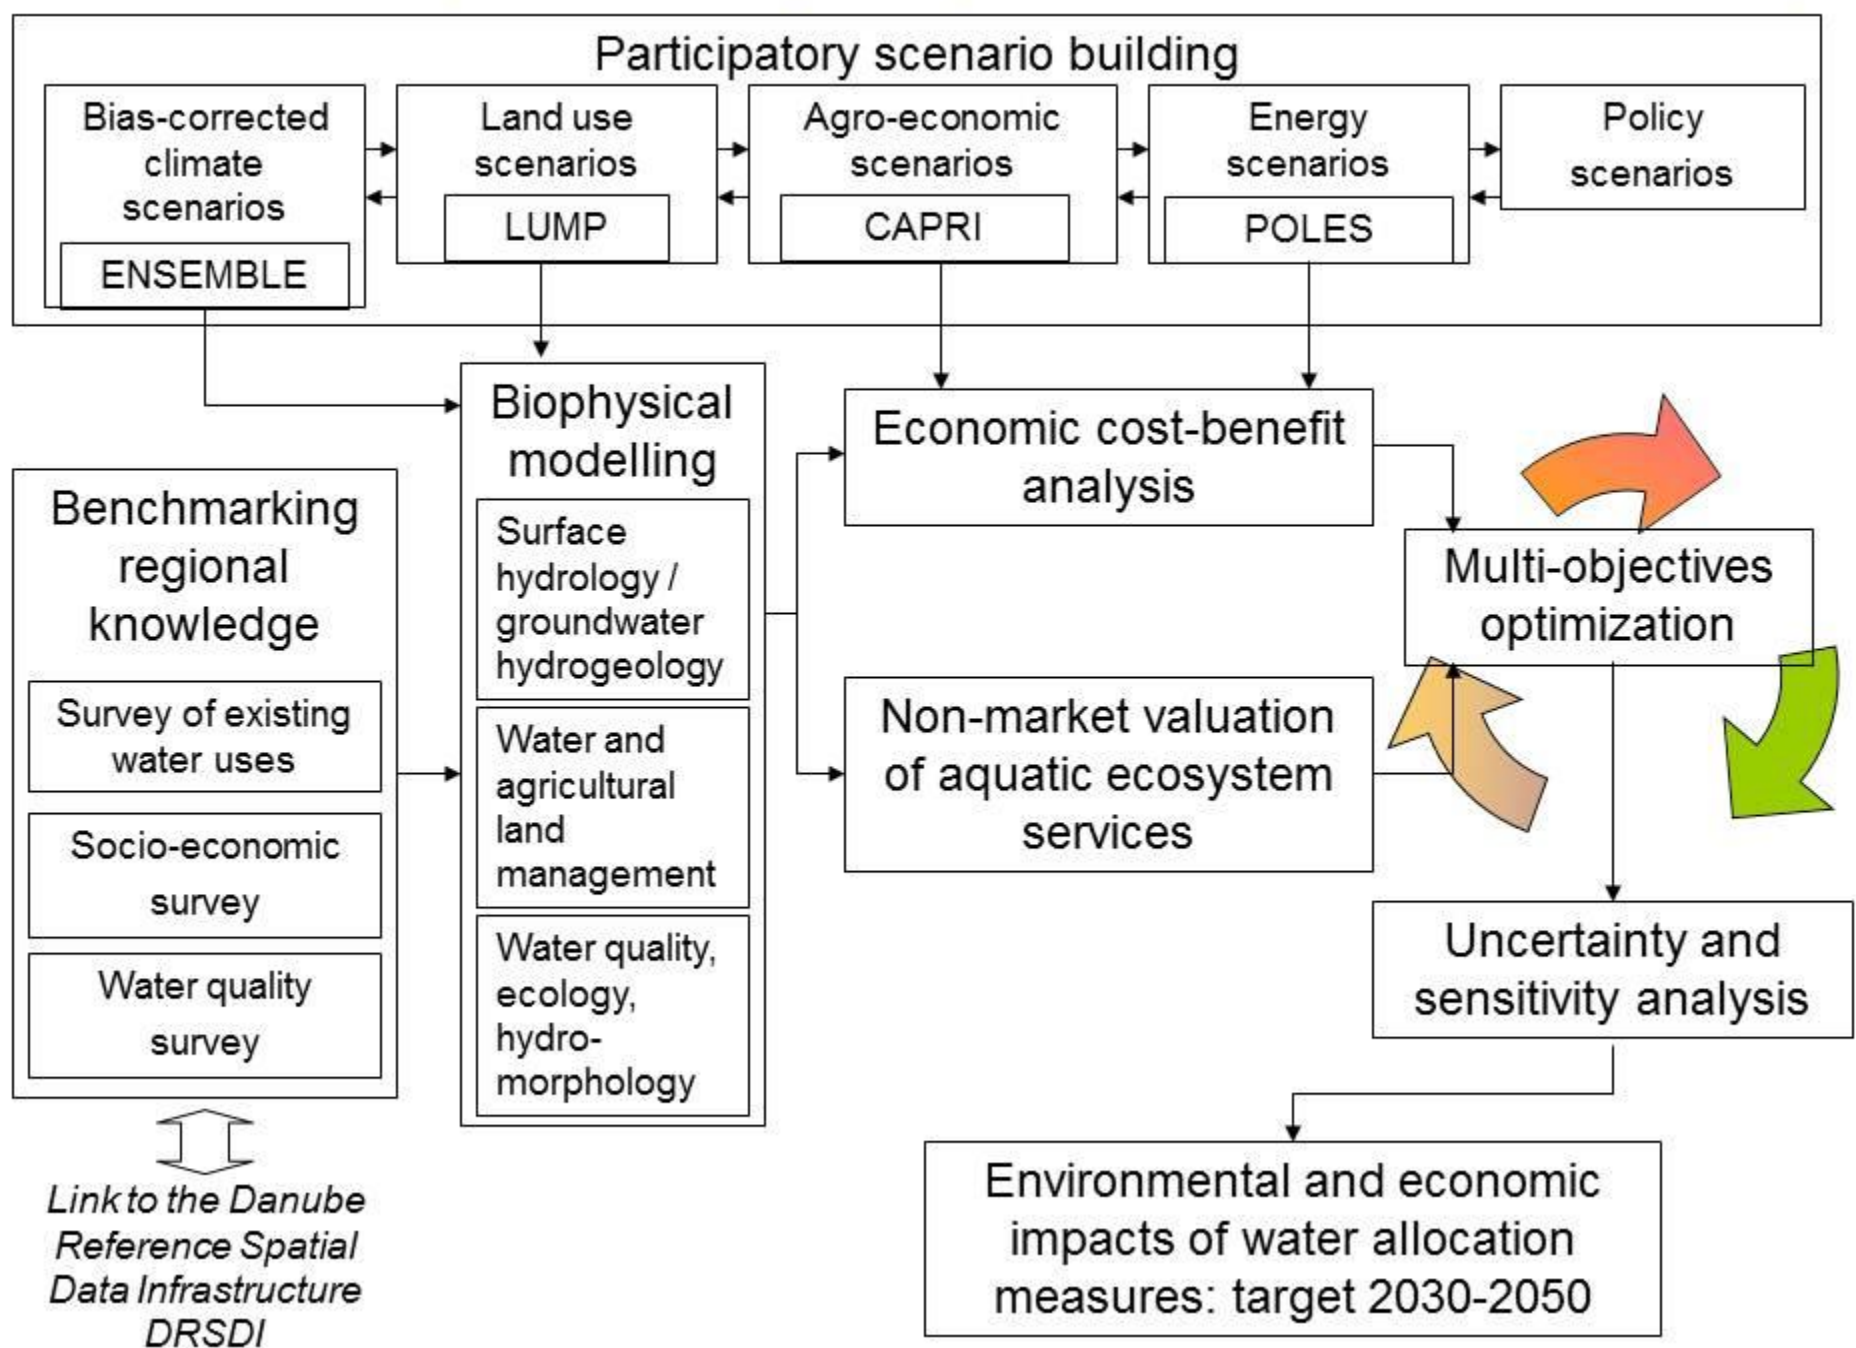 Participatory scenario building
Bias-corrected
climate
scenarios
ENSEMBLE
Land use
scenarios
LUMP
Agro-economic
scenarios
CAPRI
Energy
scenarios
POLES
Policy
scenarios
Benchmarking
regional
knowledge
Survey of existing
water uses
Socio-economic
survey
Water quality
survey
Link to the Danube
Reference Spatial
Data Infrastructure
DRSDI
Biophysical
modelling
Surface
hydrology /
groundwater
hydrogeology
Water and
agricultural
land
management
Water quality,
ecology,
hydro-
morphology
Economic cost-benefit
analysis
Non-market valuation
of aquatic ecosystem
services
Multi-objectives
optimization
Uncertainty and
sensitivity analysis
Environmental and economic
impacts of water allocation
measures: target 2030-2050